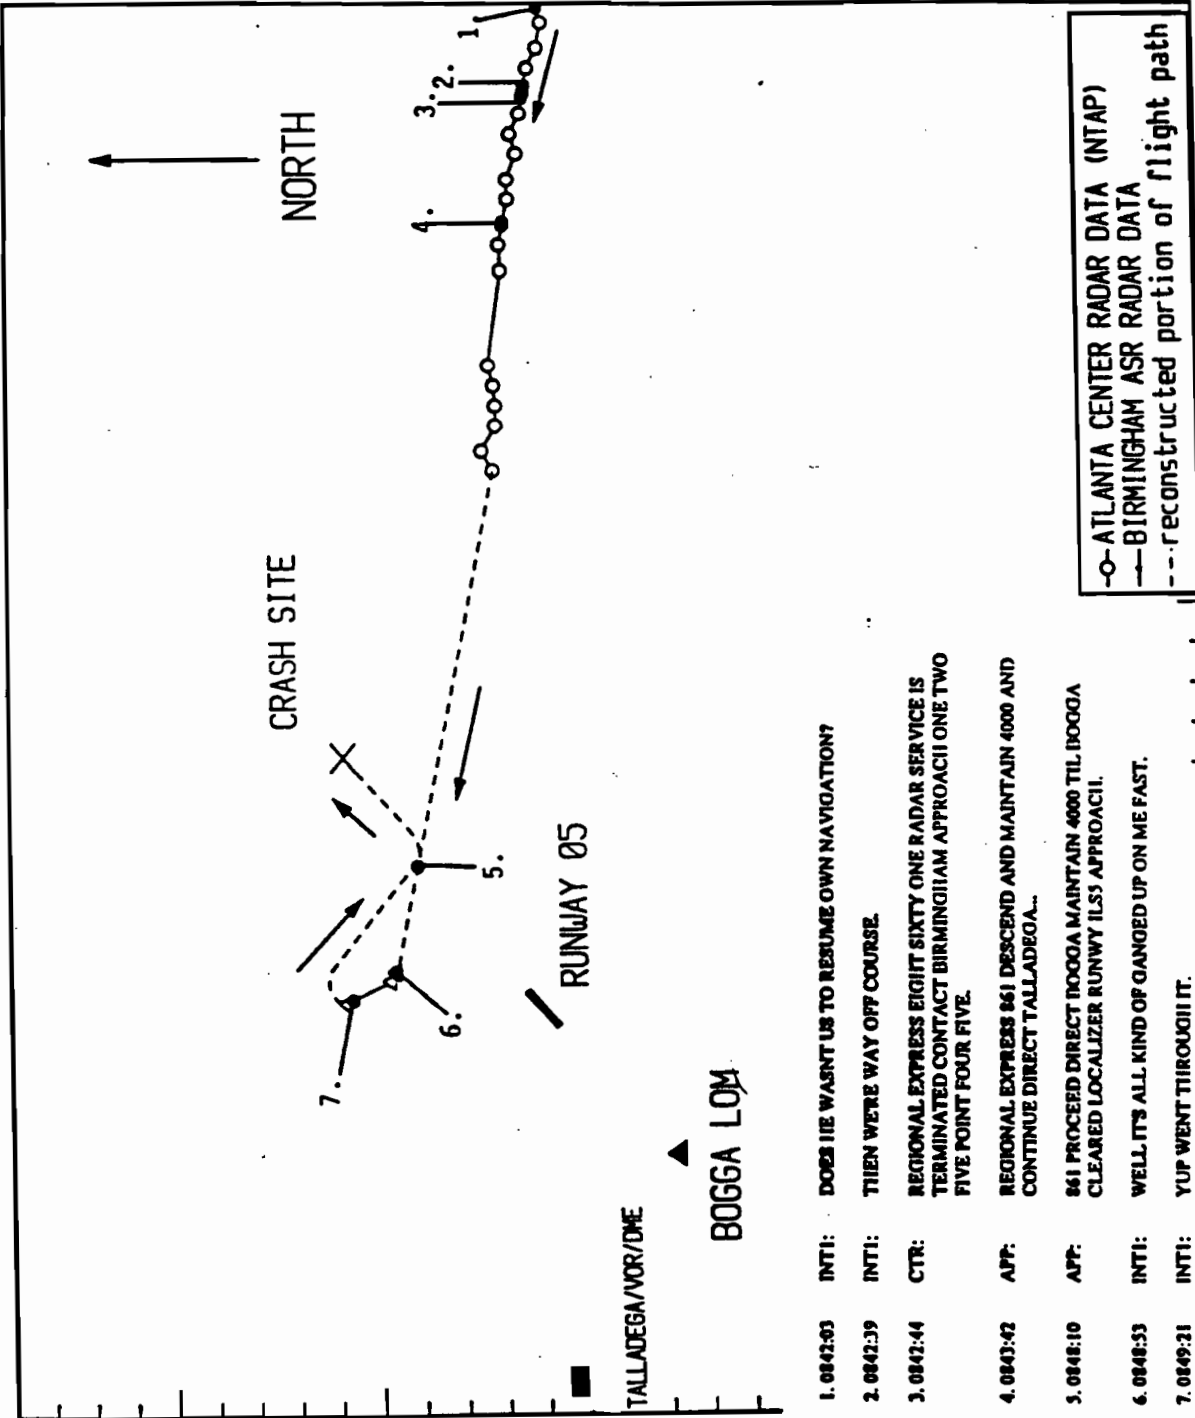 1.
2.
3.
4.
NORTH
CRASH SITE
5.
6.
7.
RUNWAY 05
BOGGA LOM
TALLADEGA/VOR/DME
-o- ATLANTA CENTER RADAR DATA (NTAP)
BIRMINGHAM ASR RADAR DATA
--- reconstructed portion of flight path
1. 0842:03 INT1: DOES HE WASNT US TO RESUME OWN NAVIGATION?
2. 0842:39 INT1: THEN WE'RE WAY OFF COURSE.
3. 0842:44 CTR: REGIONAL EXPRESS EIGHT SIXTY ONE RADAR SERVICE IS
TERMINATED CONTACT BIRMINGHAM APPROACH ONE TWO
FIVE POINT FOUR FIVE.
4. 0843:42 APP: REGIONAL EXPRESS 861 DESCEND AND MAINTAIN 4000 AND
CONTINUE DIRECT TALLADEGA...
5. 0848:10 APP: 861 PROCEED DIRECT BOGGA MAINTAIN 4000 TIL BOGGA
CLEARED LOCALIZER RUNWY ILS5 APPROACH.
6. 0848:53 INT1: WELL IT'S ALL KIND OF GANGED UP ON ME FAST.
7. 0849:21 INT1: YUP WENT THROUGH IT.